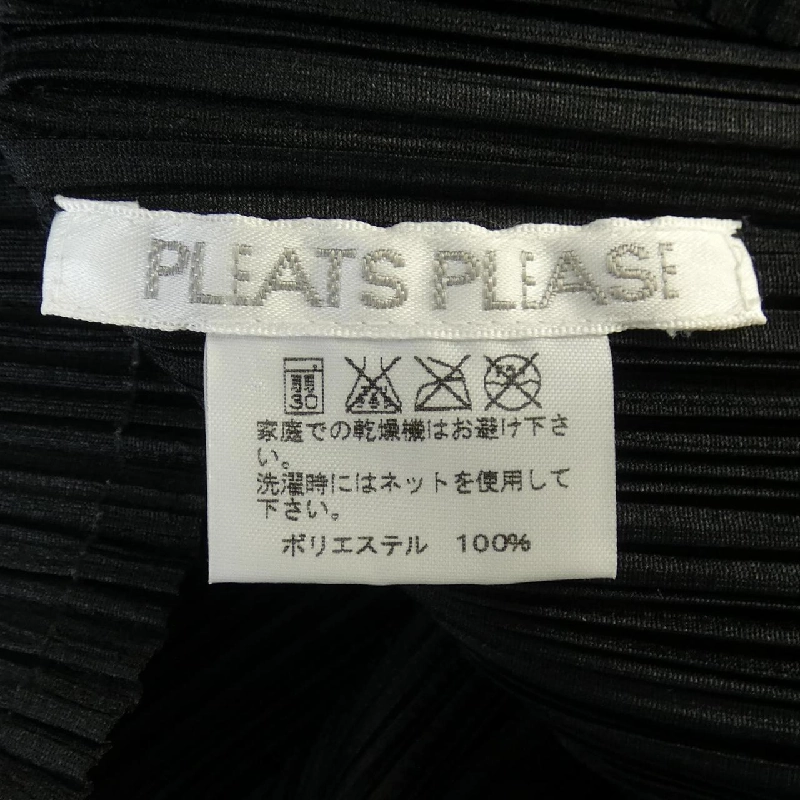 PLEATS PLEASE
弱
30
家庭での乾燥機はお避け下さ
い。
洗濯時にはネットを使用して
下さい。
ポリエステル 100%